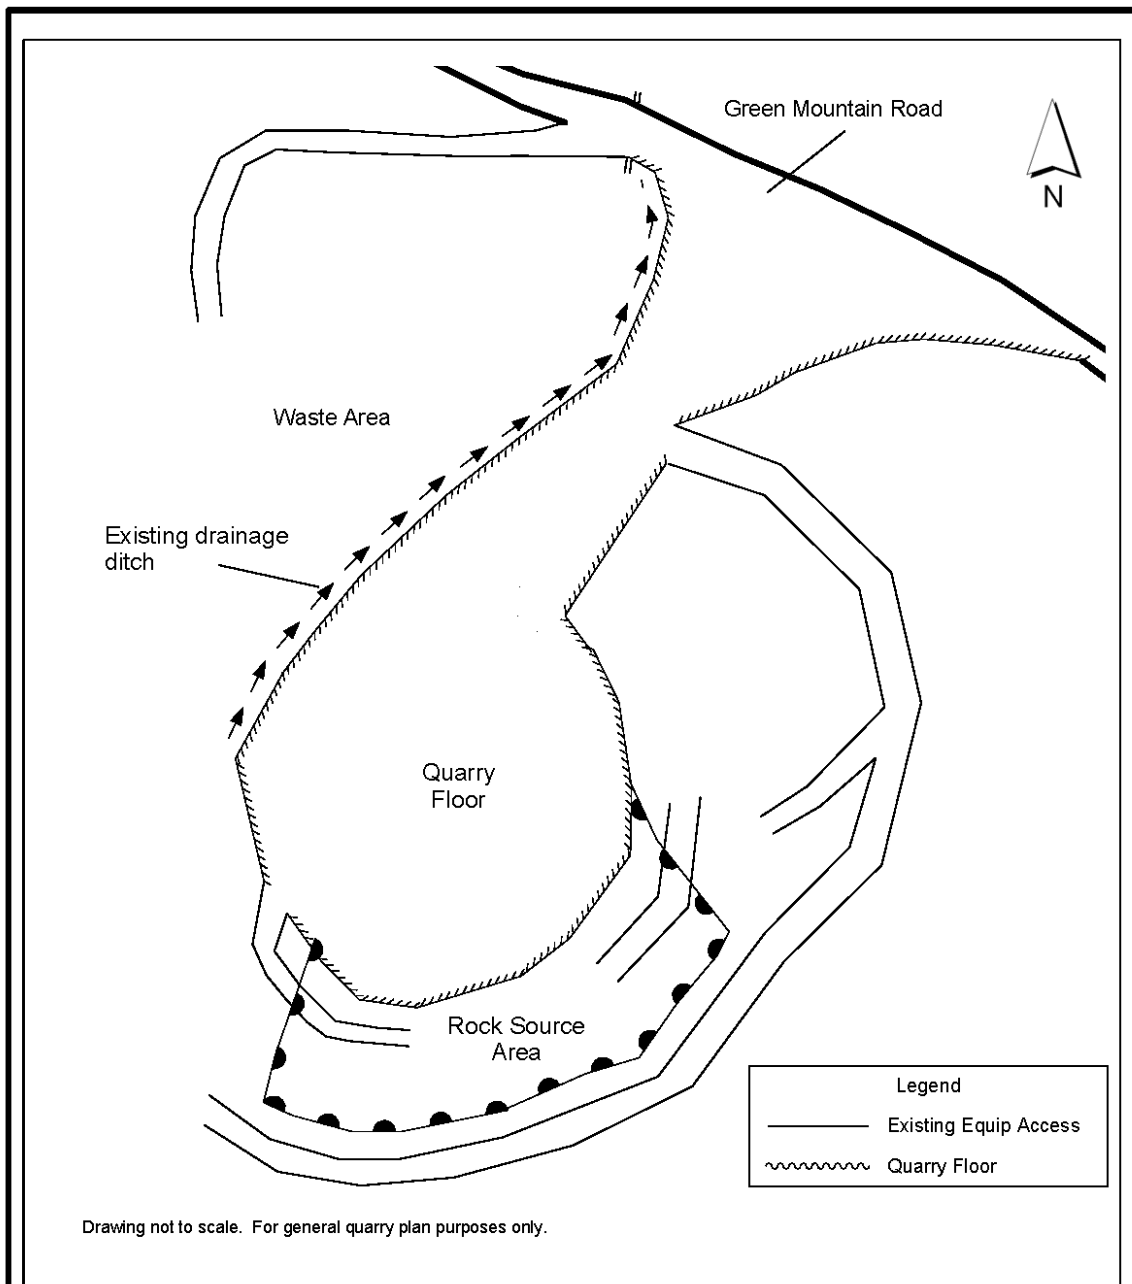 Green Mountain Road
N
Waste Area
Existing drainage
ditch
Quarry
Floor
Rock Source
Area
Legend
Existing Equip Access
Quarry Floor
Drawing not to scale.  For general quarry plan purposes only.